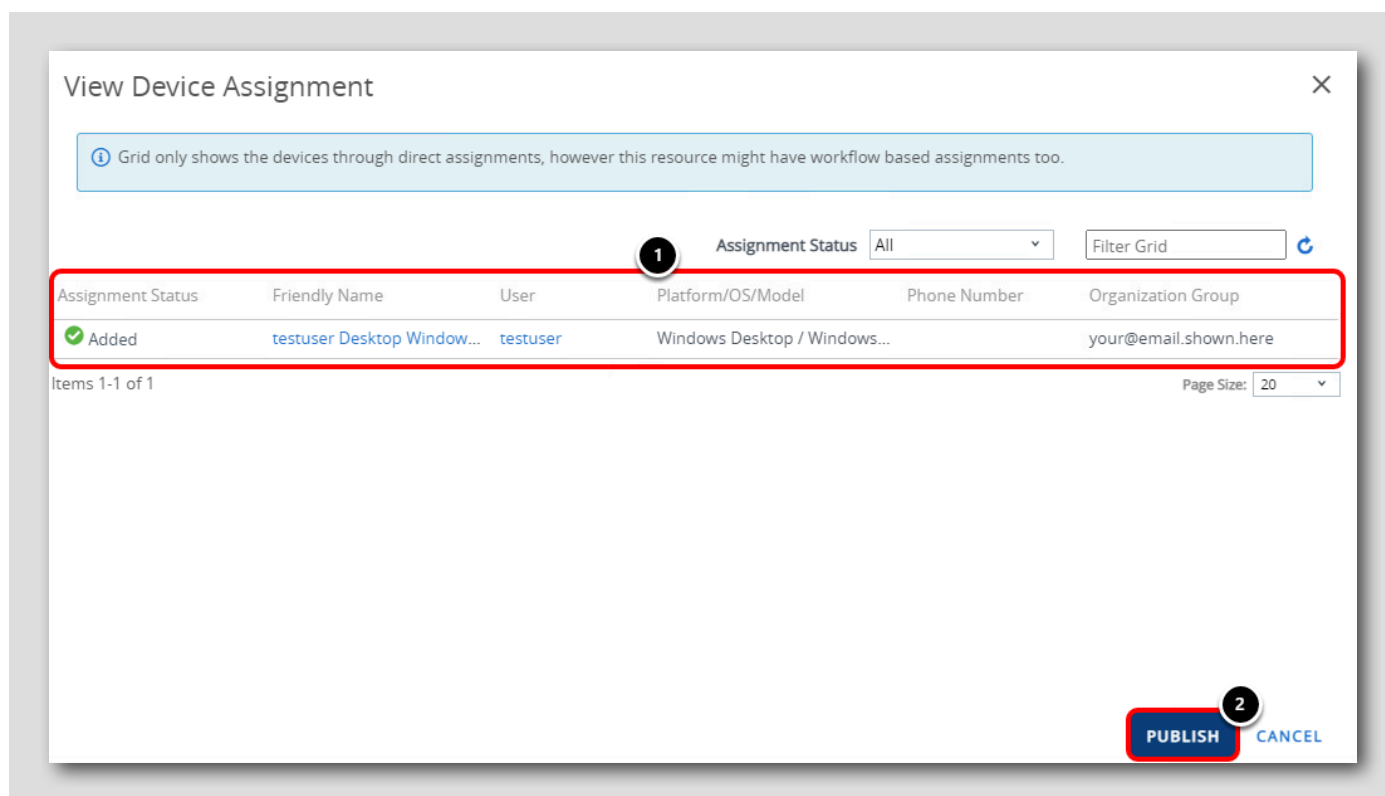 View Device Assignment
Grid only shows the devices through direct assignments, however this resource might have workflow based assignments too.
1
Assignment Status All Filter Grid
Assignment Status Friendly Name User Platform/OS/Model Phone Number Organization Group
Added testuser Desktop Window... testuser Windows Desktop / Windows... your@email.shown.here
Items 1-1 of 1 Page Size: 20
2
PUBLISH CANCEL